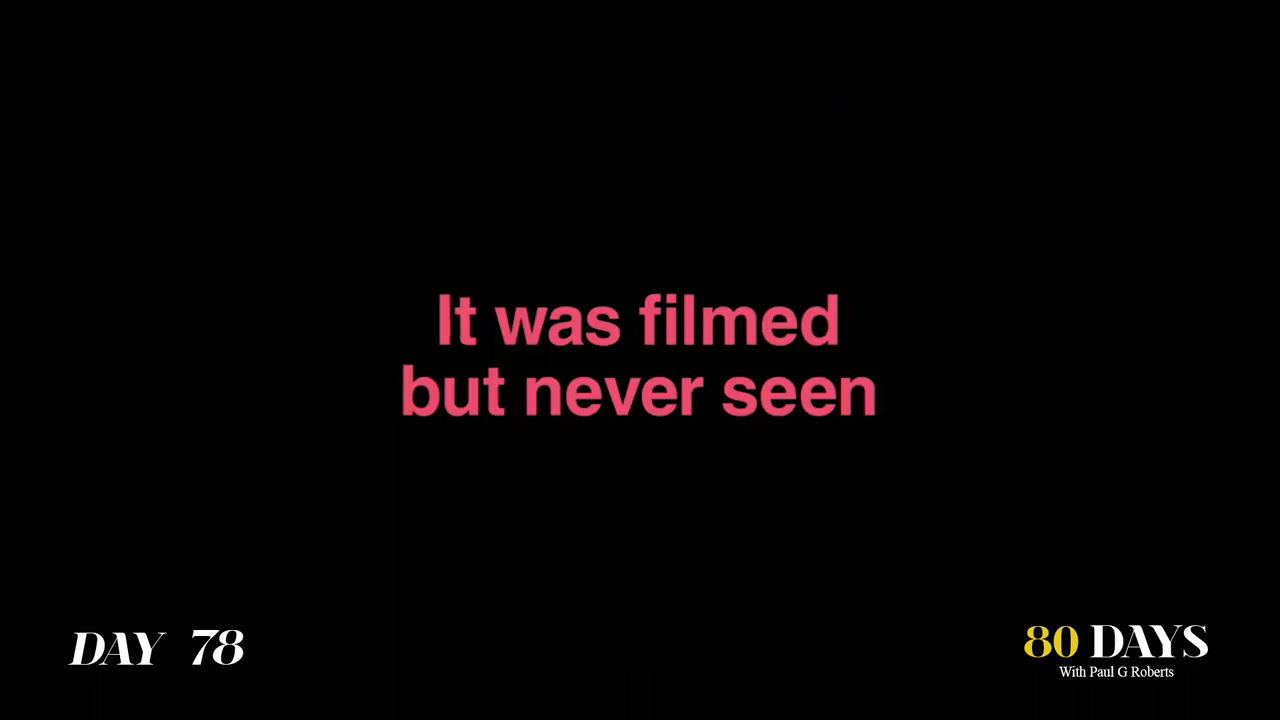 It was filmed
but never seen
DAY 78
80 DAYS
With Paul G Roberts